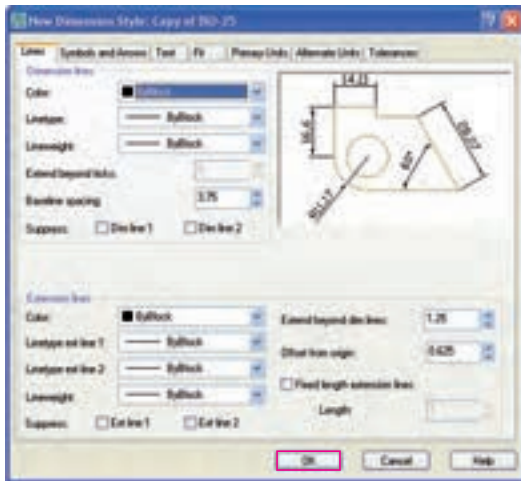 New Dimension Style: Copy of ISO-25
Lines Symbols and Arrows Text Fit Primary Units Alternate Units Tolerances
Dimension lines
Color: ByBlock
Linetype: ByBlock
Lineweight: ByBlock
Extend beyond ticks:
Baseline spacing: 3.75
Suppress: Dim line 1 Dim line 2
14,11
16,6
60°
R11,17
Extension lines
Color: ByBlock
Linetype ext line 1 ByBlock
Linetype ext line 2 ByBlock
Lineweight: ByBlock
Suppress: Ext line 1 Ext line 2
Extend beyond dim lines: 1.25
Offset from origin: 0.625
Fixed length extension lines
Length:
OK Cancel Help